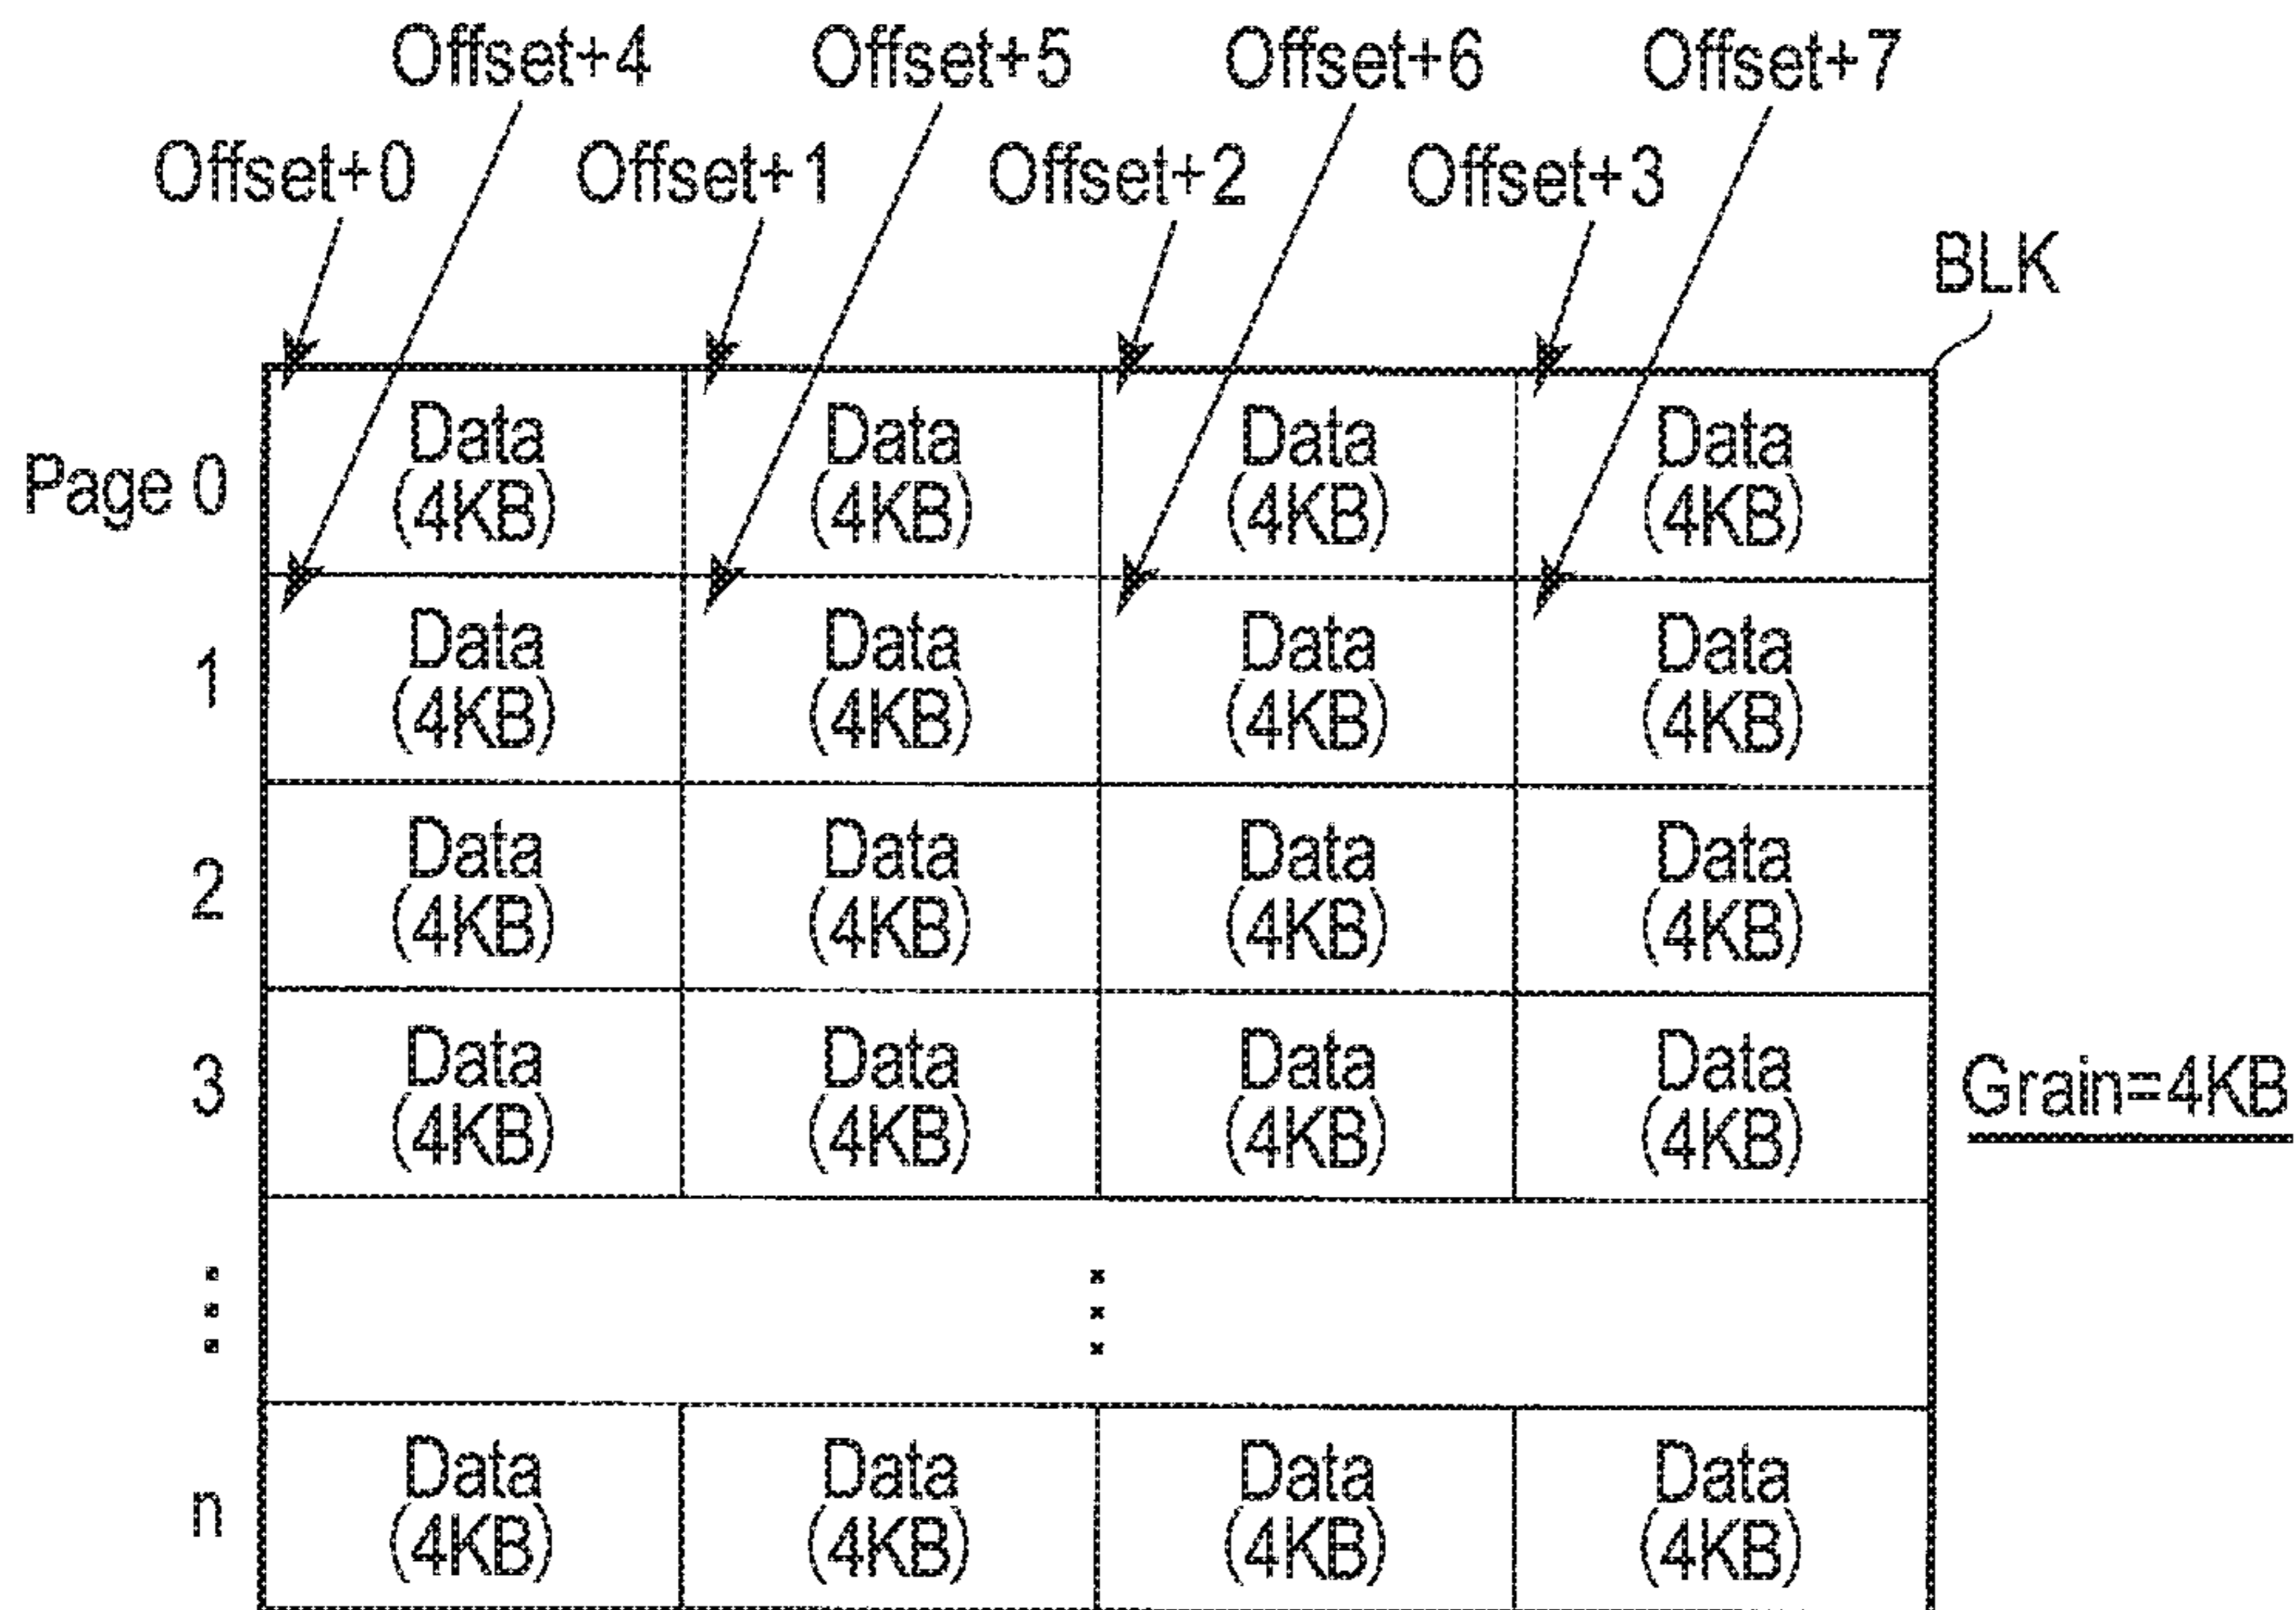 Offset+4 Offset+5 Offset+6 Offset+7
Offset+0 Offset+1 Offset+2 Offset+3
BLK
Page 0 Data (4KB) Data (4KB) Data (4KB) Data (4KB)
1 Data (4KB) Data (4KB) Data (4KB) Data (4KB)
2 Data (4KB) Data (4KB) Data (4KB) Data (4KB)
3 Data (4KB) Data (4KB) Data (4KB) Data (4KB)
Grain=4KB
n Data (4KB) Data (4KB) Data (4KB) Data (4KB)